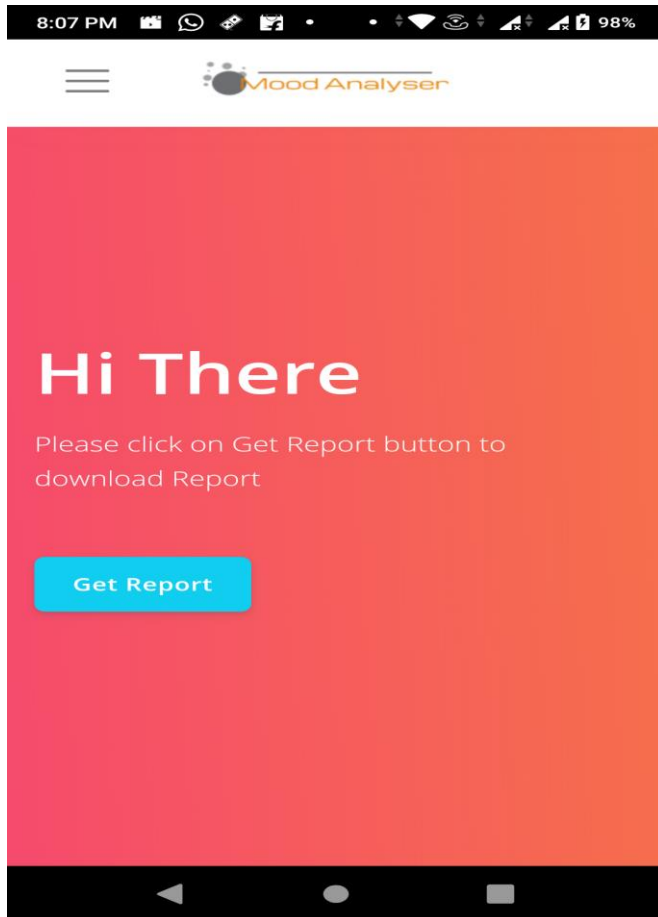 8:07 PM 98%
Mood Analyser
Hi There
Please click on Get Report button to
download Report
Get Report